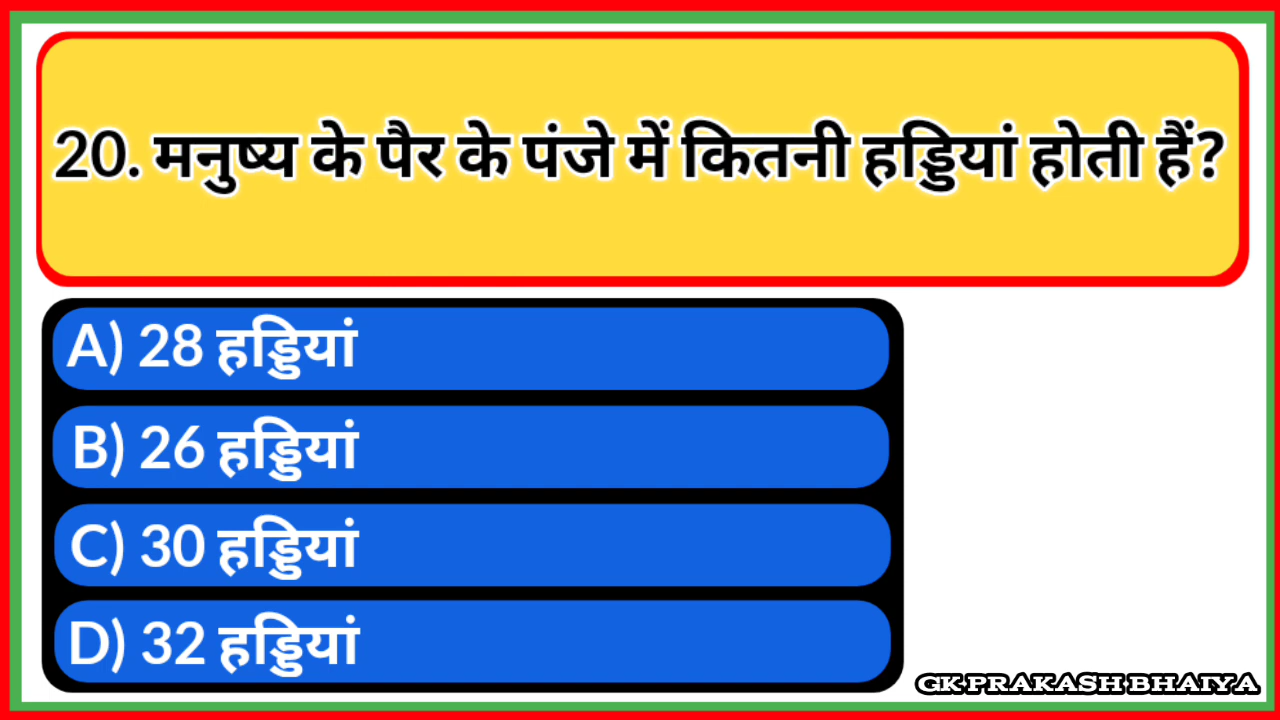 20. मनुष्य के पैर के पंजे में कितनी हड्डियां होती हैं?
A) 28 हड्डियां
B) 26 हड्डियां
C) 30 हड्डियां
D) 32 हड्डियां
GK PRAKASH BHAIYA